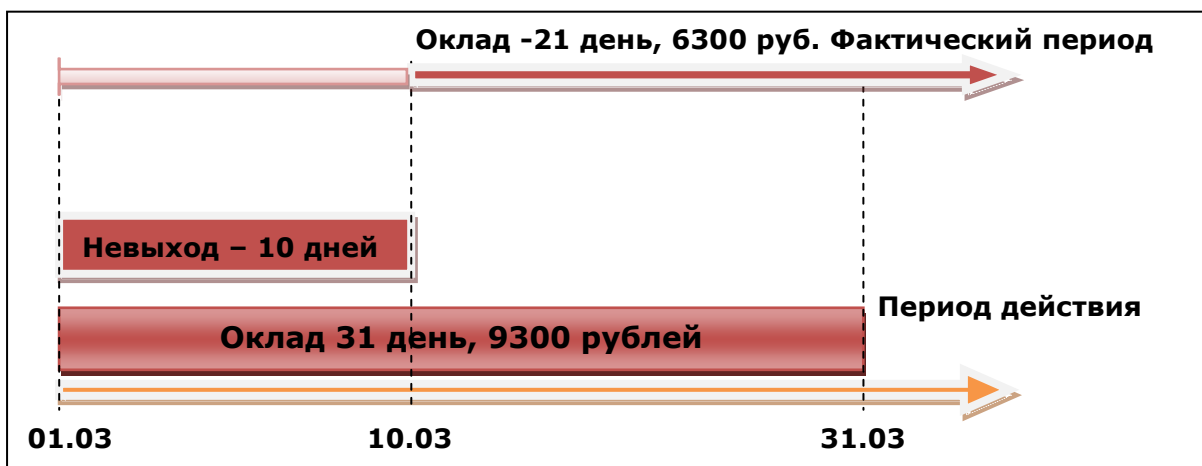 Оклад -21 день, 6300 руб. Фактический период
Невыход – 10 дней
Период действия
Оклад 31 день, 9300 рублей
01.03
10.03
31.03